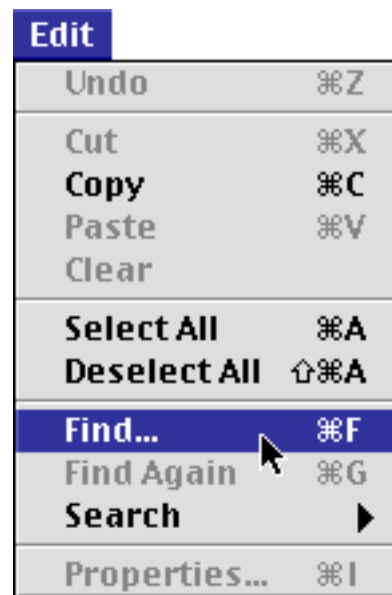 Edit
Undo ⌘Z
Cut ⌘X
Copy ⌘C
Paste ⌘V
Clear
Select All ⌘A
Deselect All ⇧⌘A
Find... ⌘F
Find Again ⌘G
Search
Properties... ⌘I